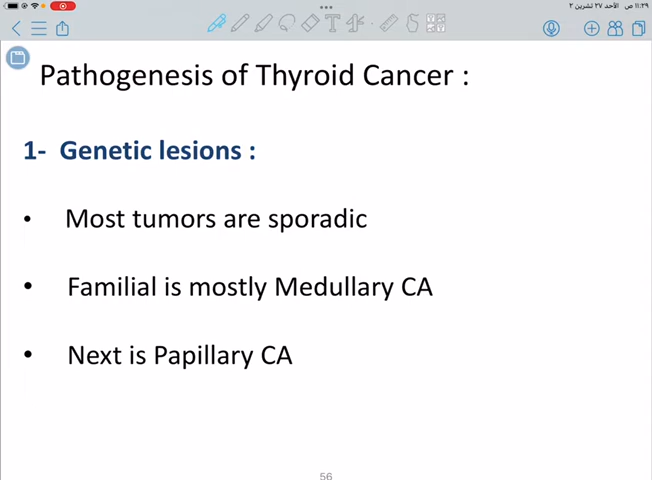 ١١:٢٩ ص الأحد ٢٧ تشرين ٢
Pathogenesis of Thyroid Cancer :
1- Genetic lesions :
• Most tumors are sporadic
• Familial is mostly Medullary CA
• Next is Papillary CA
56